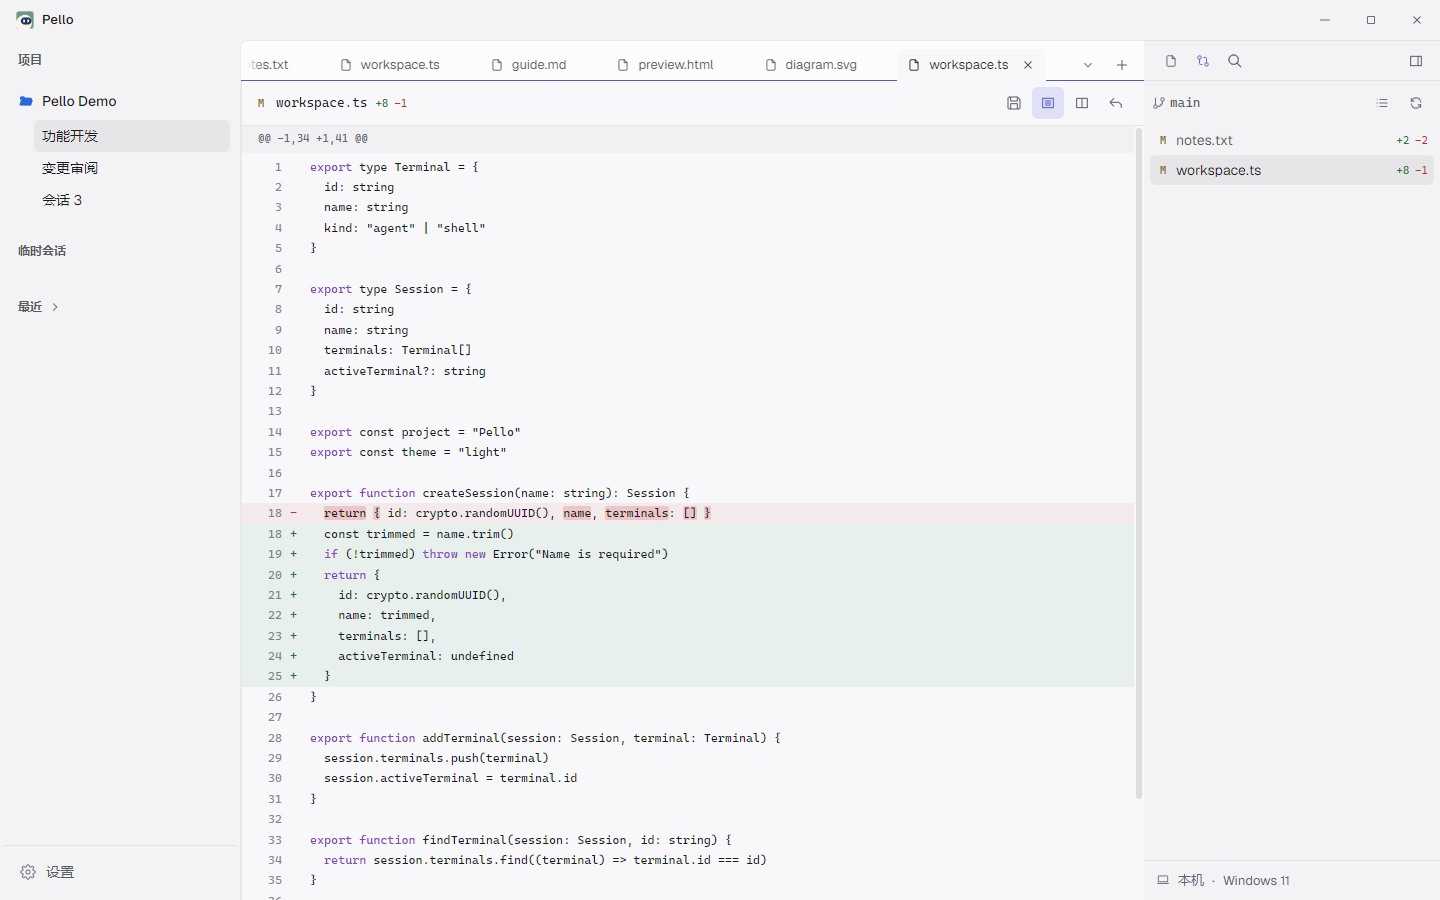 Pello
项目
Pello Demo
功能开发
变更审阅
会话 3
临时会话
最近
设置
tes.txt
workspace.ts
guide.md
preview.html
diagram.svg
workspace.ts
M workspace.ts +8 −1
@@ −1,34 +1,41 @@
1 export type Terminal = {
2 id: string
3 name: string
4 kind: "agent" | "shell"
5 }
6
7 export type Session = {
8 id: string
9 name: string
10 terminals: Terminal[]
11 activeTerminal?: string
12 }
13
14 export const project = "Pello"
15 export const theme = "light"
16
17 export function createSession(name: string): Session {
18 − return { id: crypto.randomUUID(), name, terminals: [] }
18 + const trimmed = name.trim()
19 + if (!trimmed) throw new Error("Name is required")
20 + return {
21 + id: crypto.randomUUID(),
22 + name: trimmed,
23 + terminals: [],
24 + activeTerminal: undefined
25 + }
26 }
27
28 export function addTerminal(session: Session, terminal: Terminal) {
29 session.terminals.push(terminal)
30 session.activeTerminal = terminal.id
31 }
32
33 export function findTerminal(session: Session, id: string) {
34 return session.terminals.find((terminal) => terminal.id === id)
35 }
main
M notes.txt +2 −2
M workspace.ts +8 −1
本机 · Windows 11